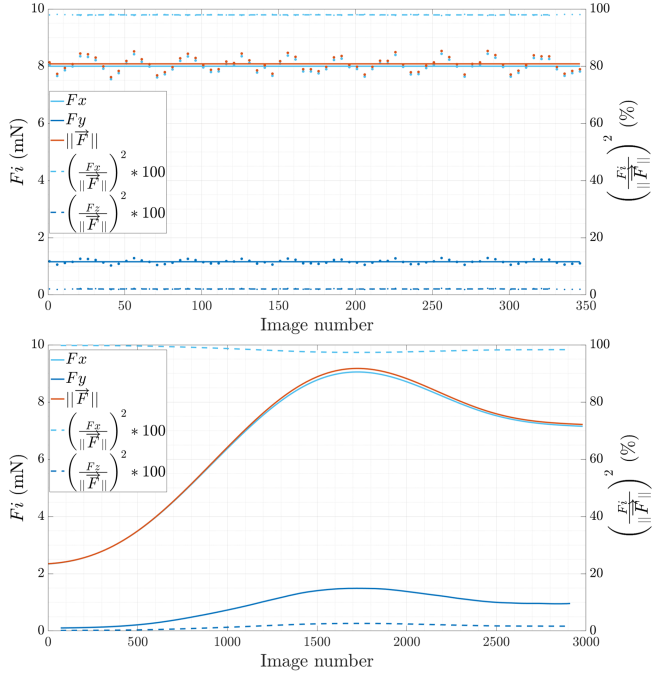 10
8
6
4
2
0
Fi (mN)
100
80
60
40
20
0
(Fi / ||F⃗||)² (%)
Fx
Fy
||F⃗||
(Fx / ||F⃗||)² * 100
(Fz / ||F⃗||)² * 100
0 50 100 150 200 250 300 350
Image number
10
8
6
4
2
0
Fi (mN)
100
80
60
40
20
0
(Fi / ||F⃗||)² (%)
Fx
Fy
||F⃗||
(Fx / ||F⃗||)² * 100
(Fz / ||F⃗||)² * 100
0 500 1000 1500 2000 2500 3000
Image number